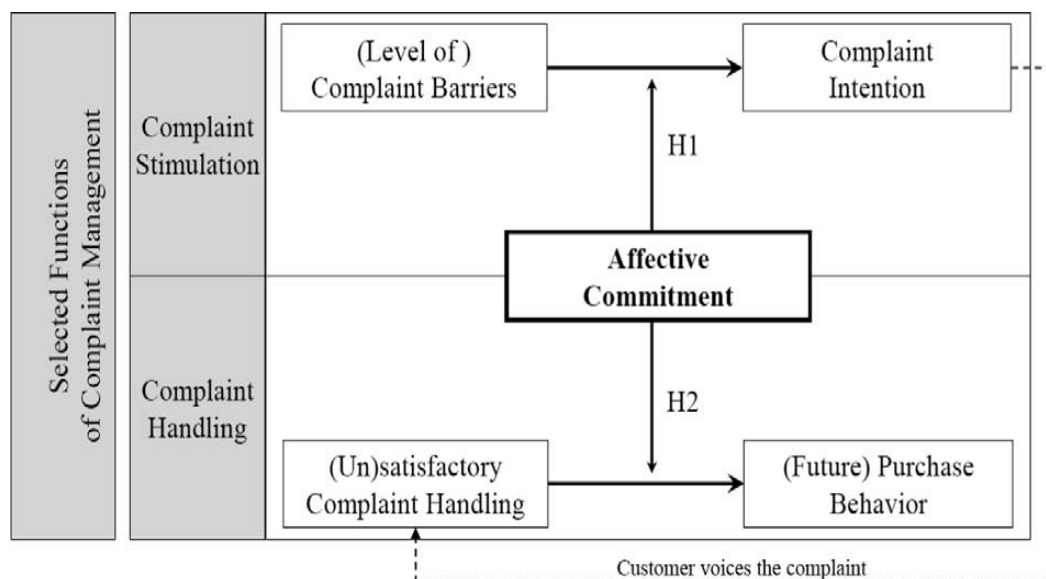 Selected Functions
of Complaint Management
Complaint
Stimulation
(Level of )
Complaint Barriers
Complaint
Intention
H1
Affective
Commitment
Complaint
Handling
H2
(Un)satisfactory
Complaint Handling
(Future) Purchase
Behavior
Customer voices the complaint